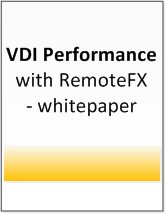 VDI Performance
with RemoteFX
- whitepaper